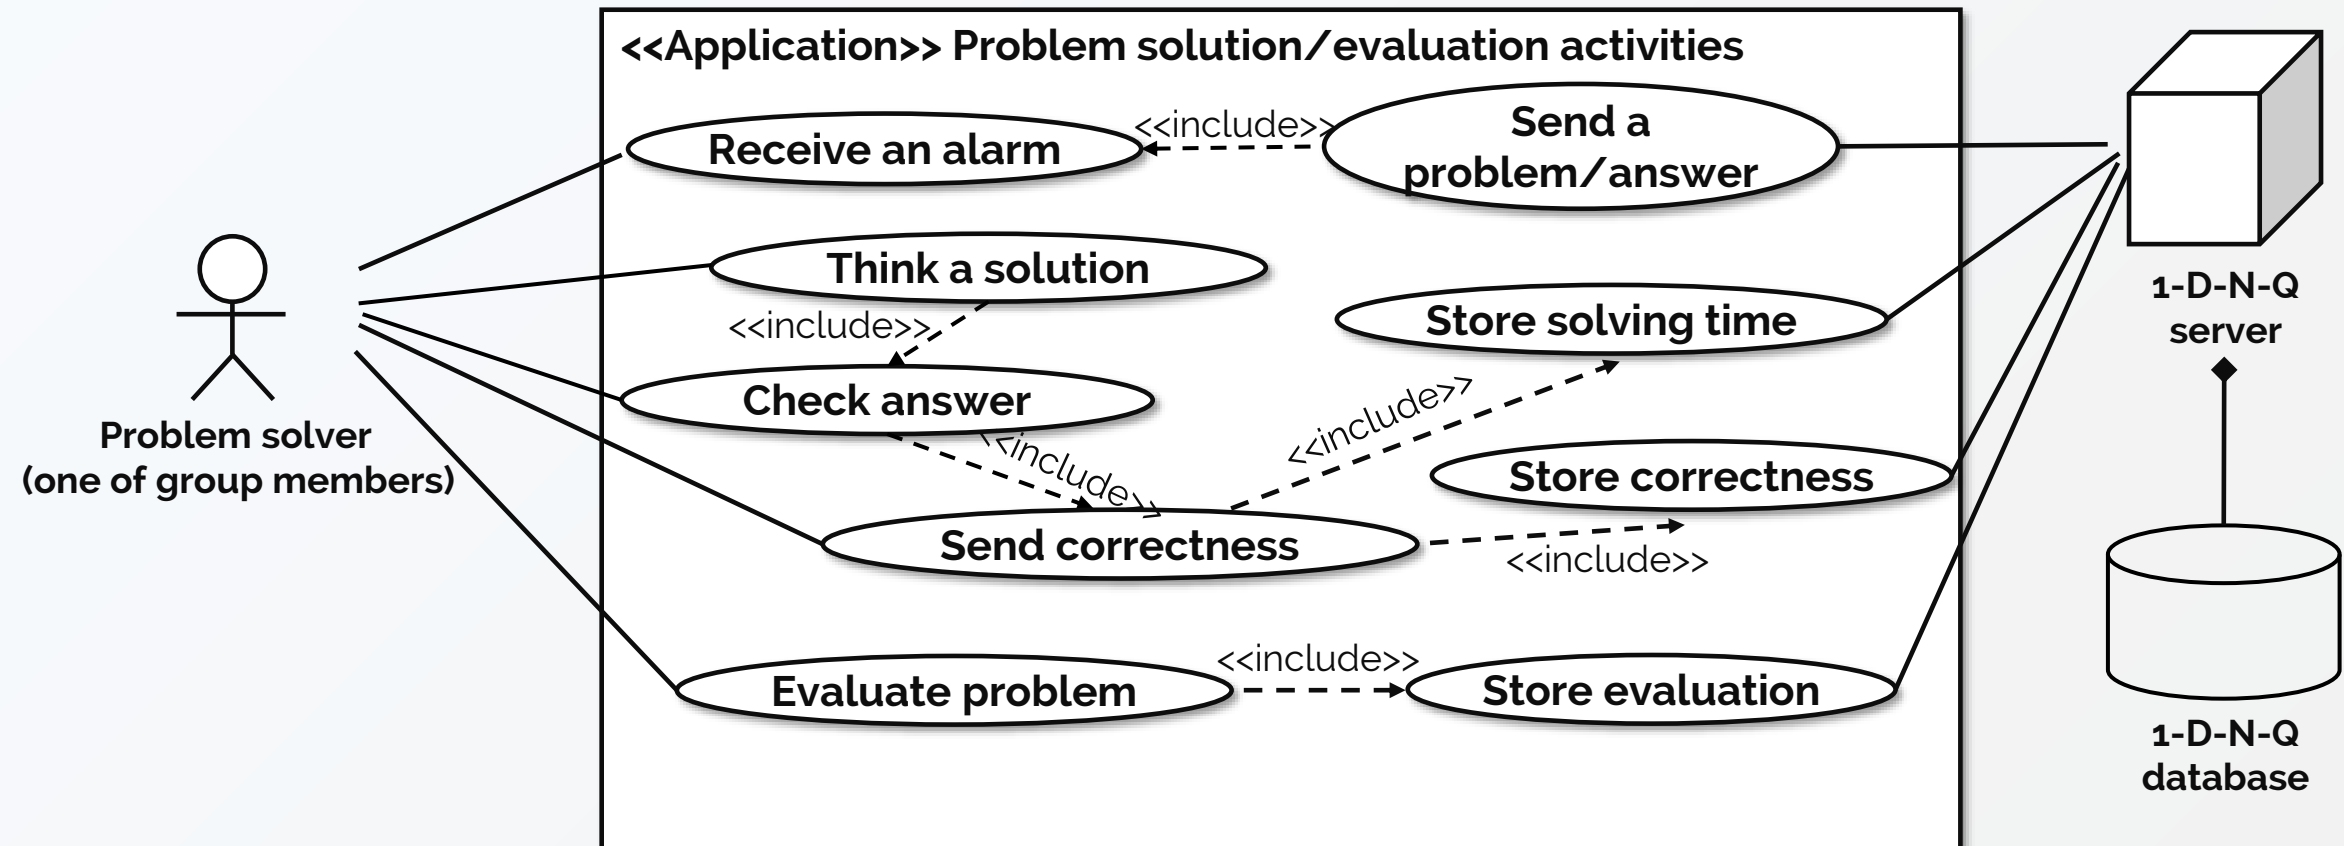 <<Application>> Problem solution/evaluation activities
Receive an alarm
<<include>>
Send a
problem/answer
Think a solution
<<include>>
Store solving time
Check answer
<<include>>
<<include>>
Store correctness
Send correctness
<<include>>
Evaluate problem
<<include>>
Store evaluation
Problem solver
(one of group members)
1-D-N-Q
server
1-D-N-Q
database